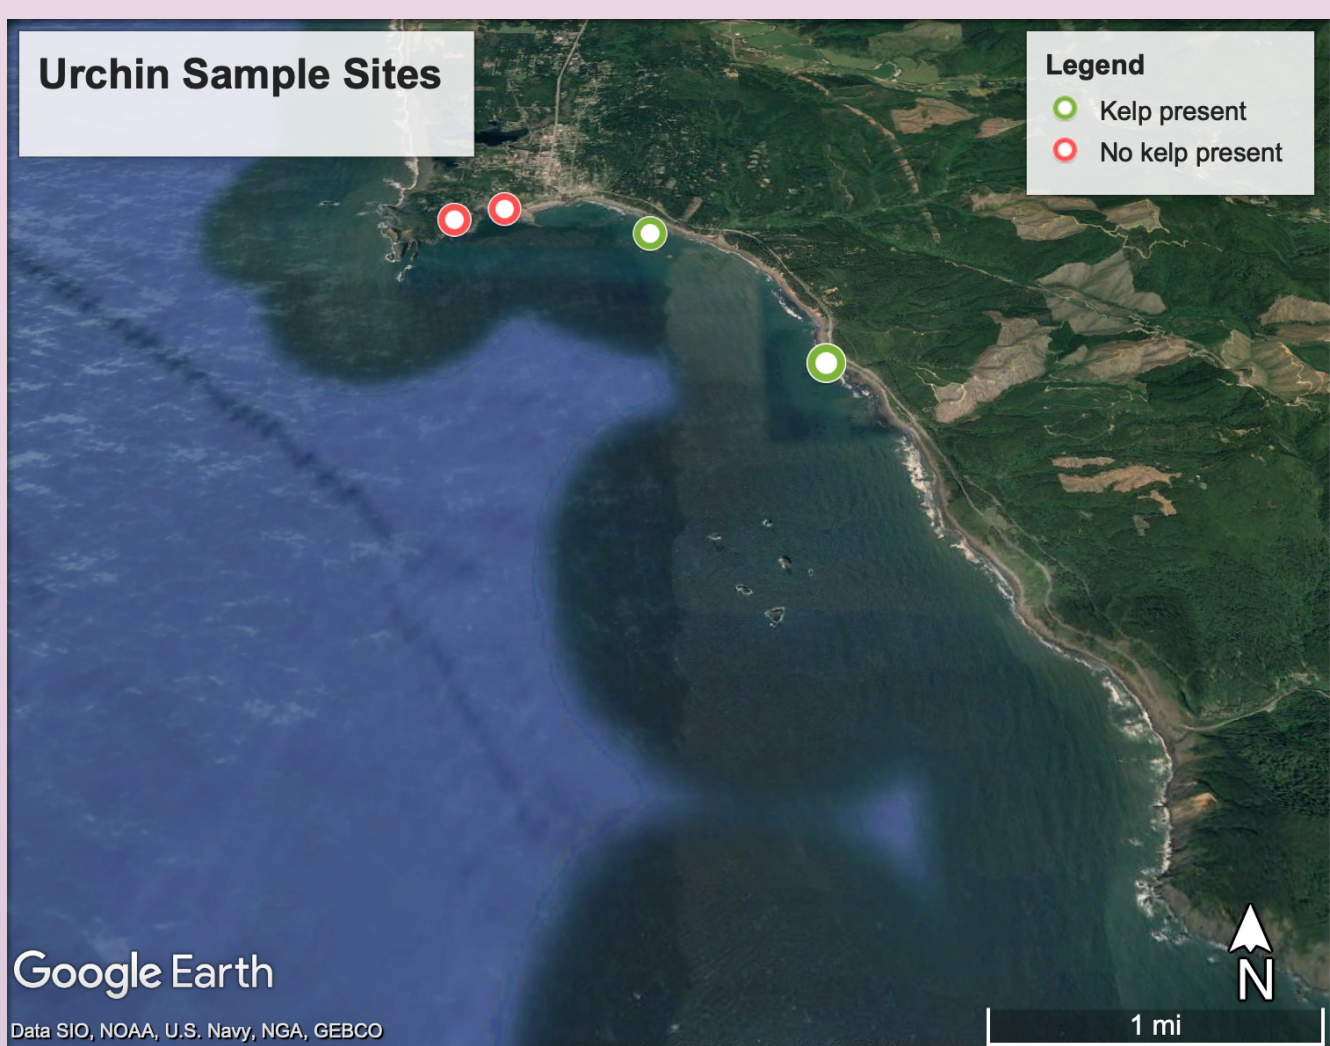 Urchin Sample Sites
Legend
Kelp present
No kelp present
Google Earth
Data SIO, NOAA, U.S. Navy, NGA, GEBCO
N
1 mi